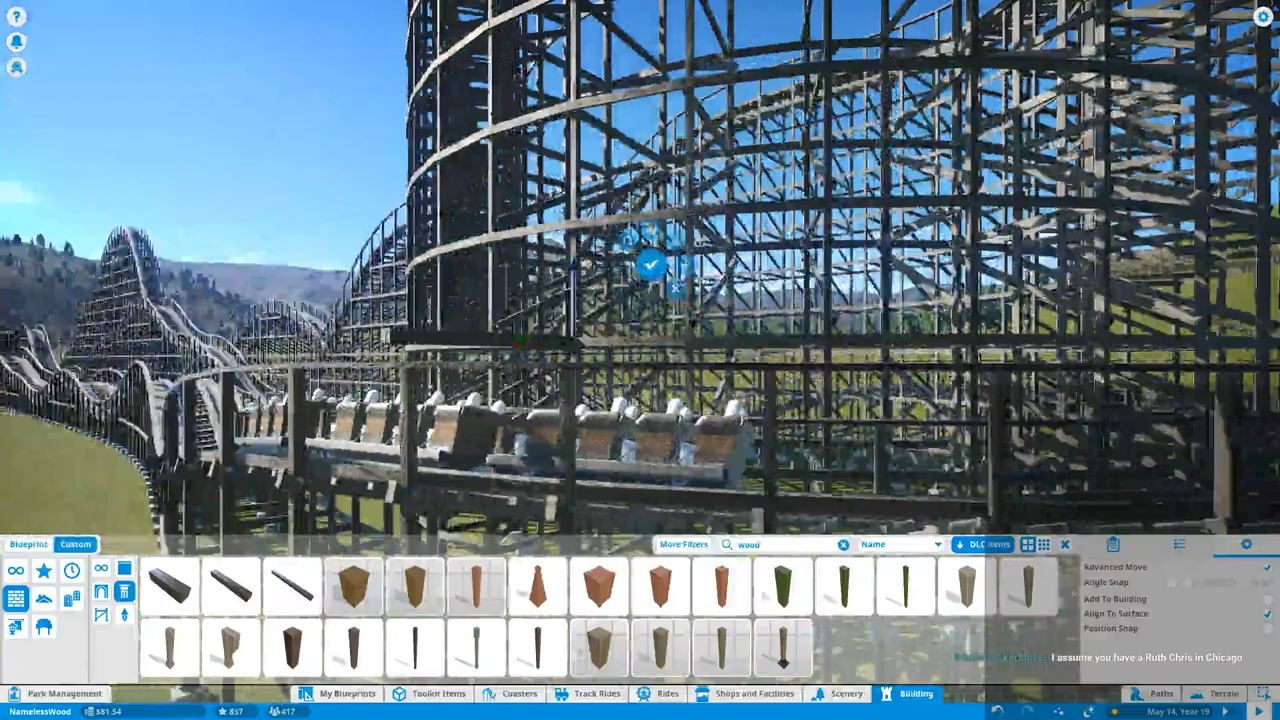 ?
Blueprint Custom
More Filters wood Name DLC Items
Advanced Move
Angle Snap
Add To Building
Align To Surface
Position Snap
I assume you have a Ruth Chris in Chicago
Park Management My Blueprints Toolkit Items Coasters Track Rides Rides Shops and Facilities Scenery Building Paths Terrain
NamelessWood $81.54 837 417 May 14, Year 19